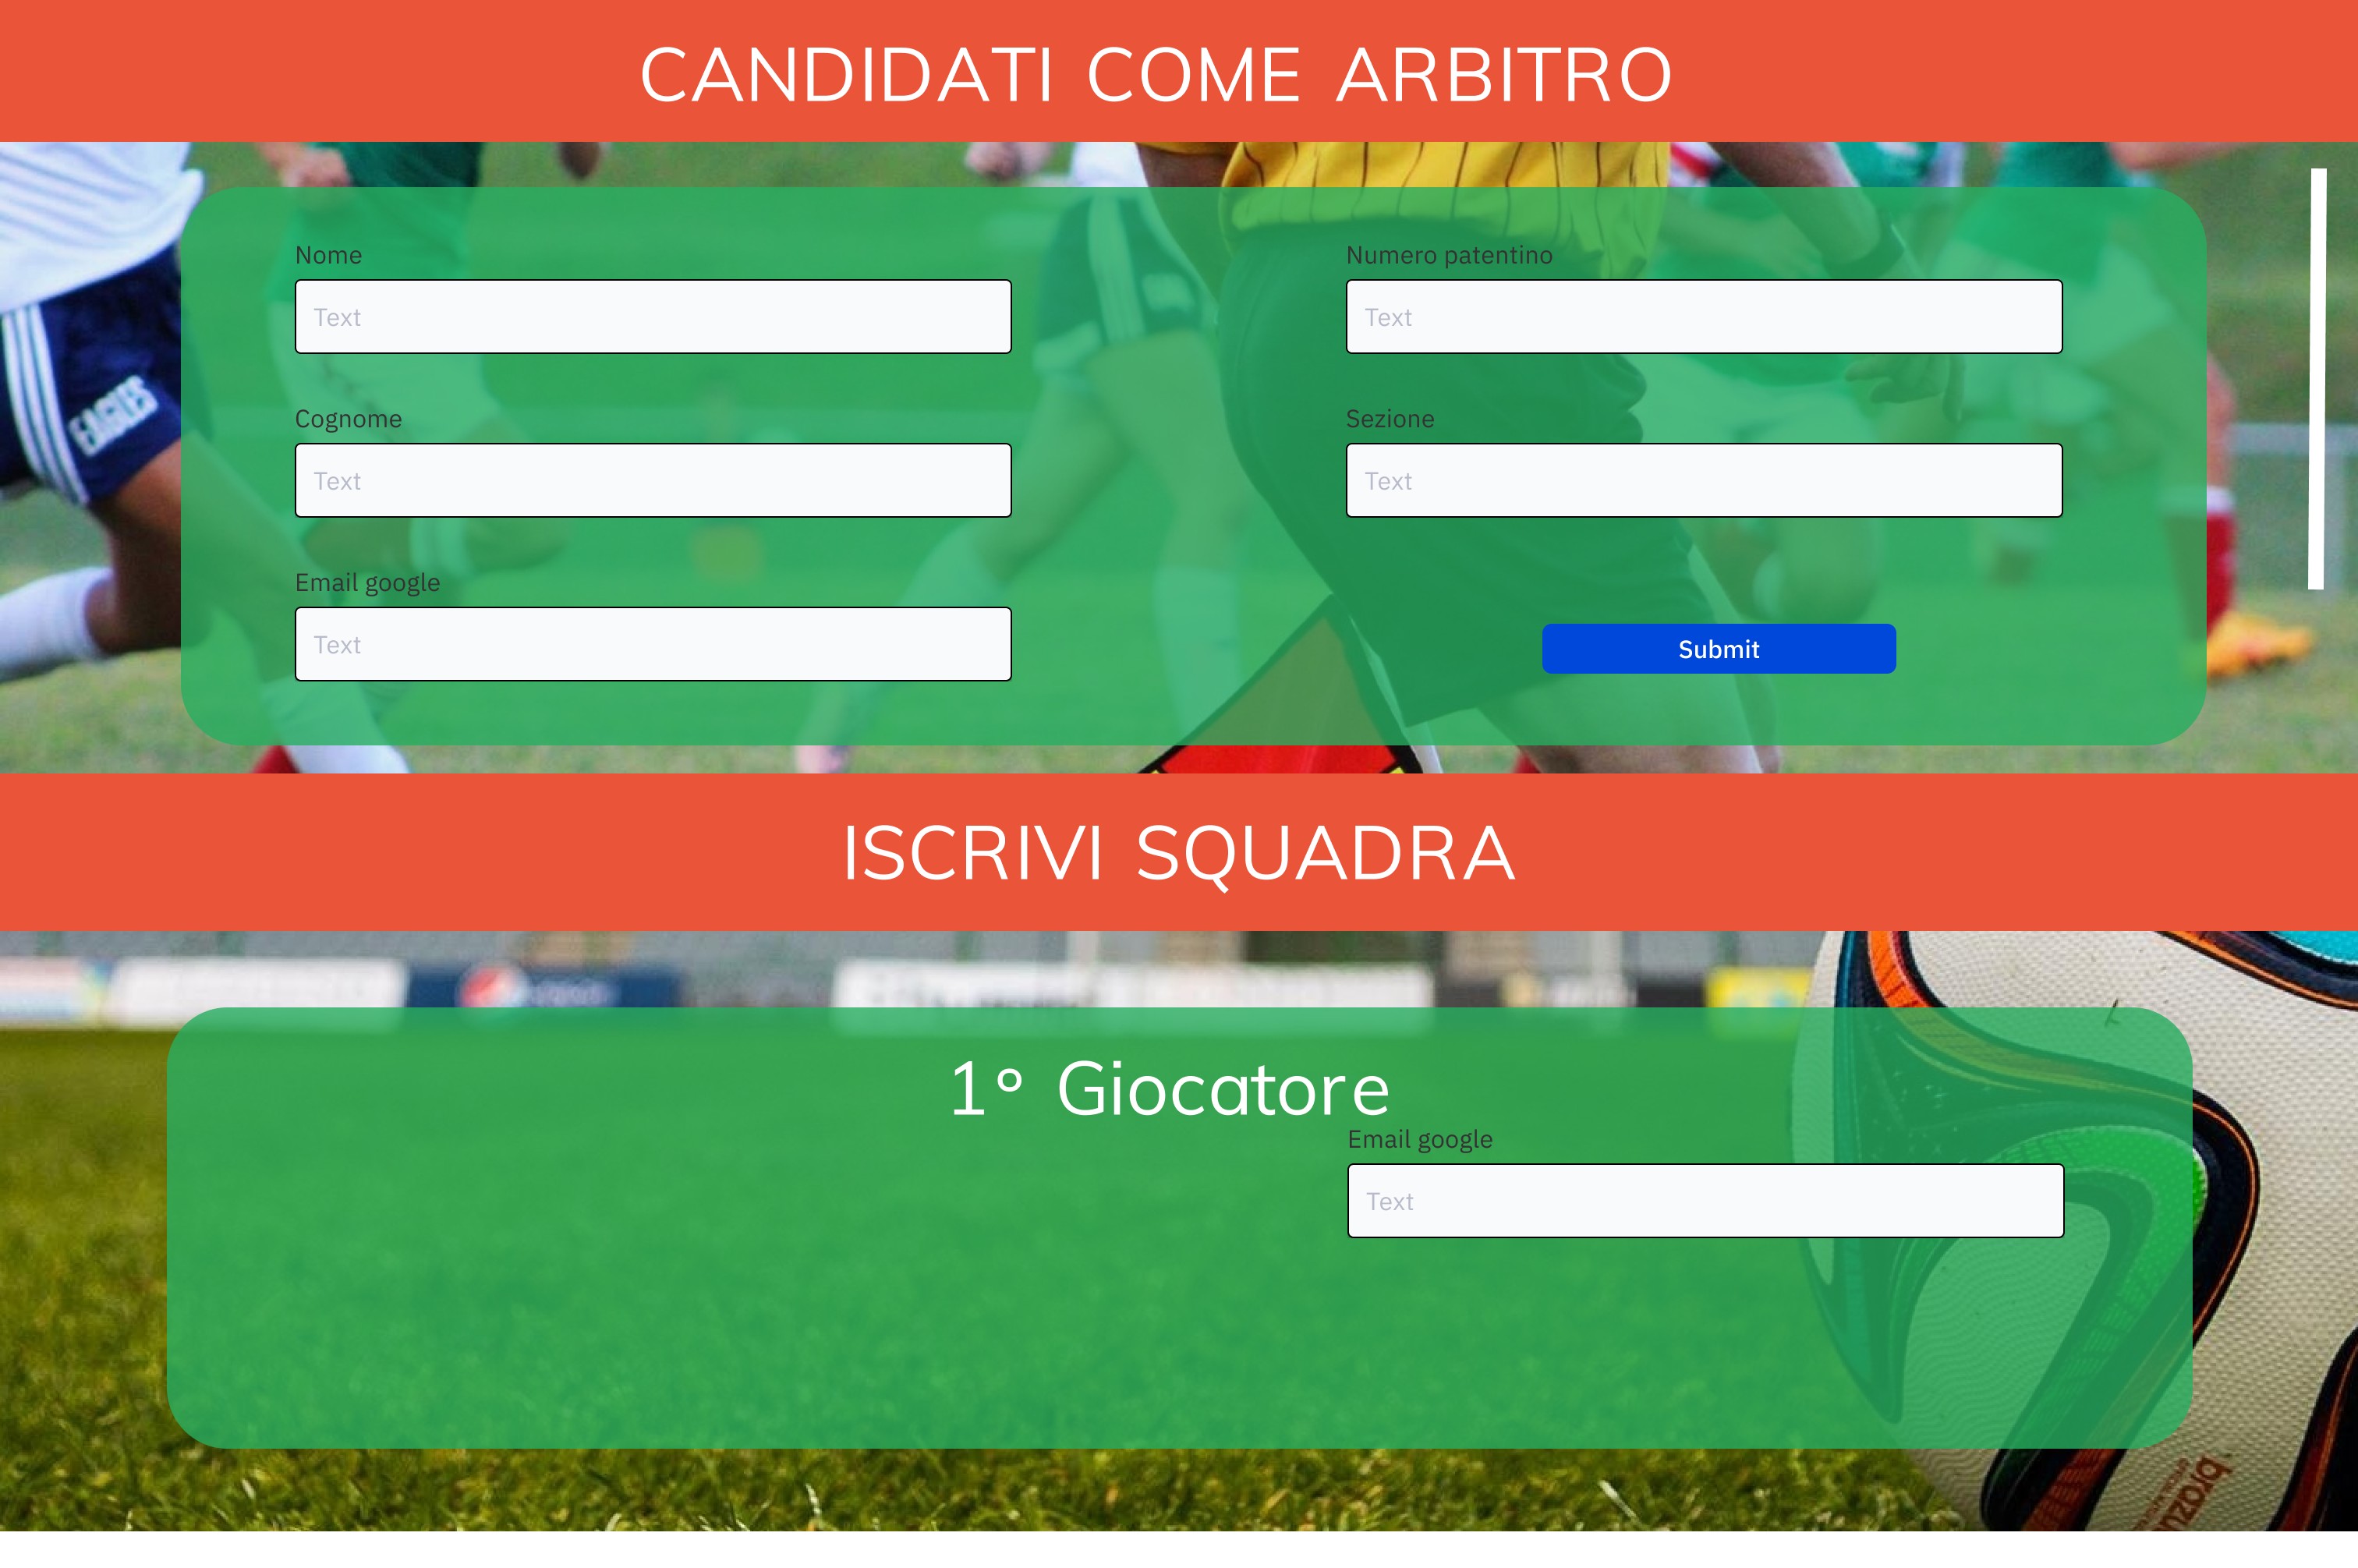 CANDIDATI COME ARBITRO
Nome
Text
Numero patentino
Text
Cognome
Text
Sezione
Text
Email google
Text
Submit
EAGLES
ISCRIVI SQUADRA
1° Giocatore
Email google
Text